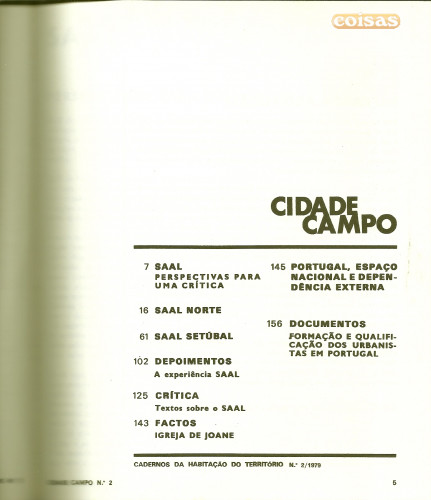 coisas
CIDADE
CAMPO
7 SAAL
PERSPECTIVAS PARA
UMA CRÍTICA
16 SAAL NORTE
61 SAAL SETÚBAL
102 DEPOIMENTOS
A experiência SAAL
125 CRÍTICA
Textos sobre o SAAL
143 FACTOS
IGREJA DE JOANE
145 PORTUGAL, ESPAÇO
NACIONAL E DEPEN-
DÊNCIA EXTERNA
156 DOCUMENTOS
FORMAÇÃO E QUALIFI-
CAÇÃO DOS URBANIS-
TAS EM PORTUGAL
CADERNOS DA HABITAÇÃO DO TERRITÓRIO N.º 2/1979
CIDADE CAMPO N.º 2
5